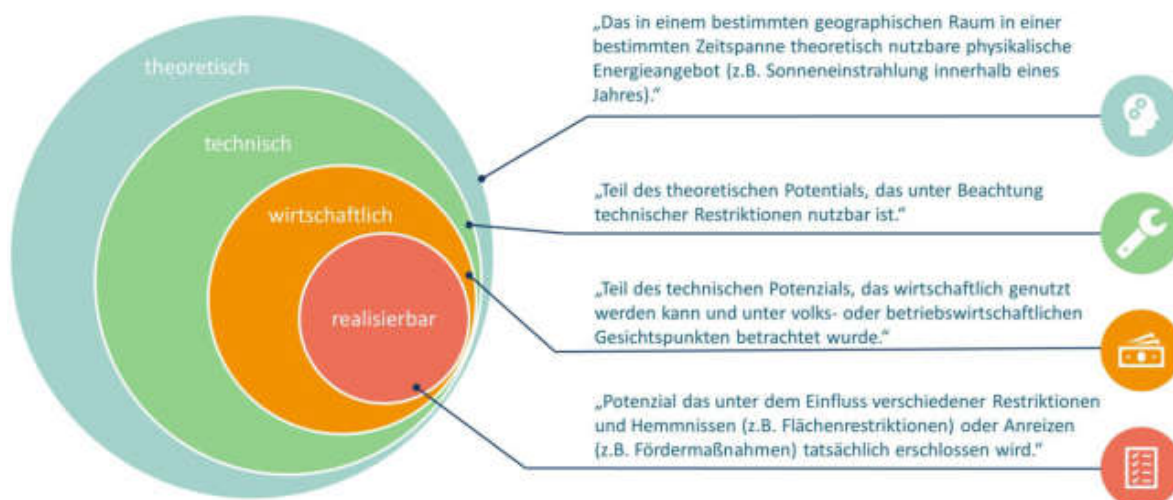 theoretisch
technisch
wirtschaftlich
realisierbar
„Das in einem bestimmten geographischen Raum in einer
bestimmten Zeitspanne theoretisch nutzbare physikalische
Energieangebot (z.B. Sonneneinstrahlung innerhalb eines
Jahres).“
„Teil des theoretischen Potentials, das unter Beachtung
technischer Restriktionen nutzbar ist.“
„Teil des technischen Potenzials, das wirtschaftlich genutzt
werden kann und unter volks- oder betriebswirtschaftlichen
Gesichtspunkten betrachtet wurde.“
„Potenzial das unter dem Einfluss verschiedener Restriktionen
und Hemmnissen (z.B. Flächenrestriktionen) oder Anreizen
(z.B. Fördermaßnahmen) tatsächlich erschlossen wird.“